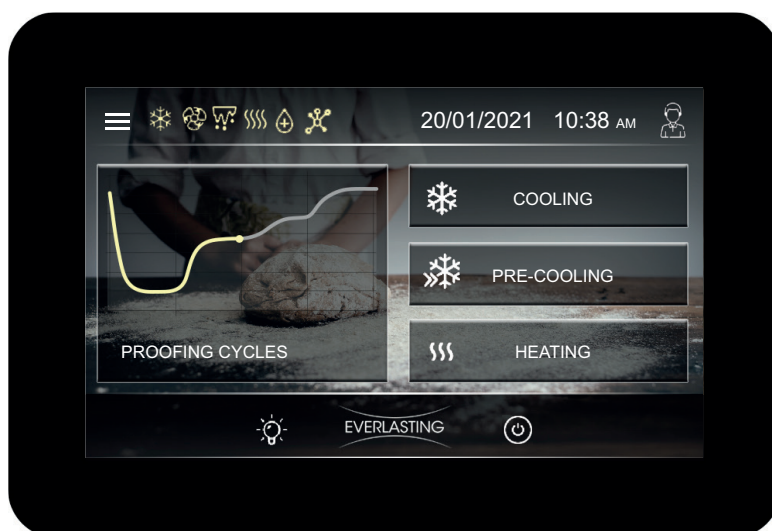 20/01/2021 10:38 AM
COOLING
PRE-COOLING
PROOFING CYCLES
HEATING
EVERLASTING